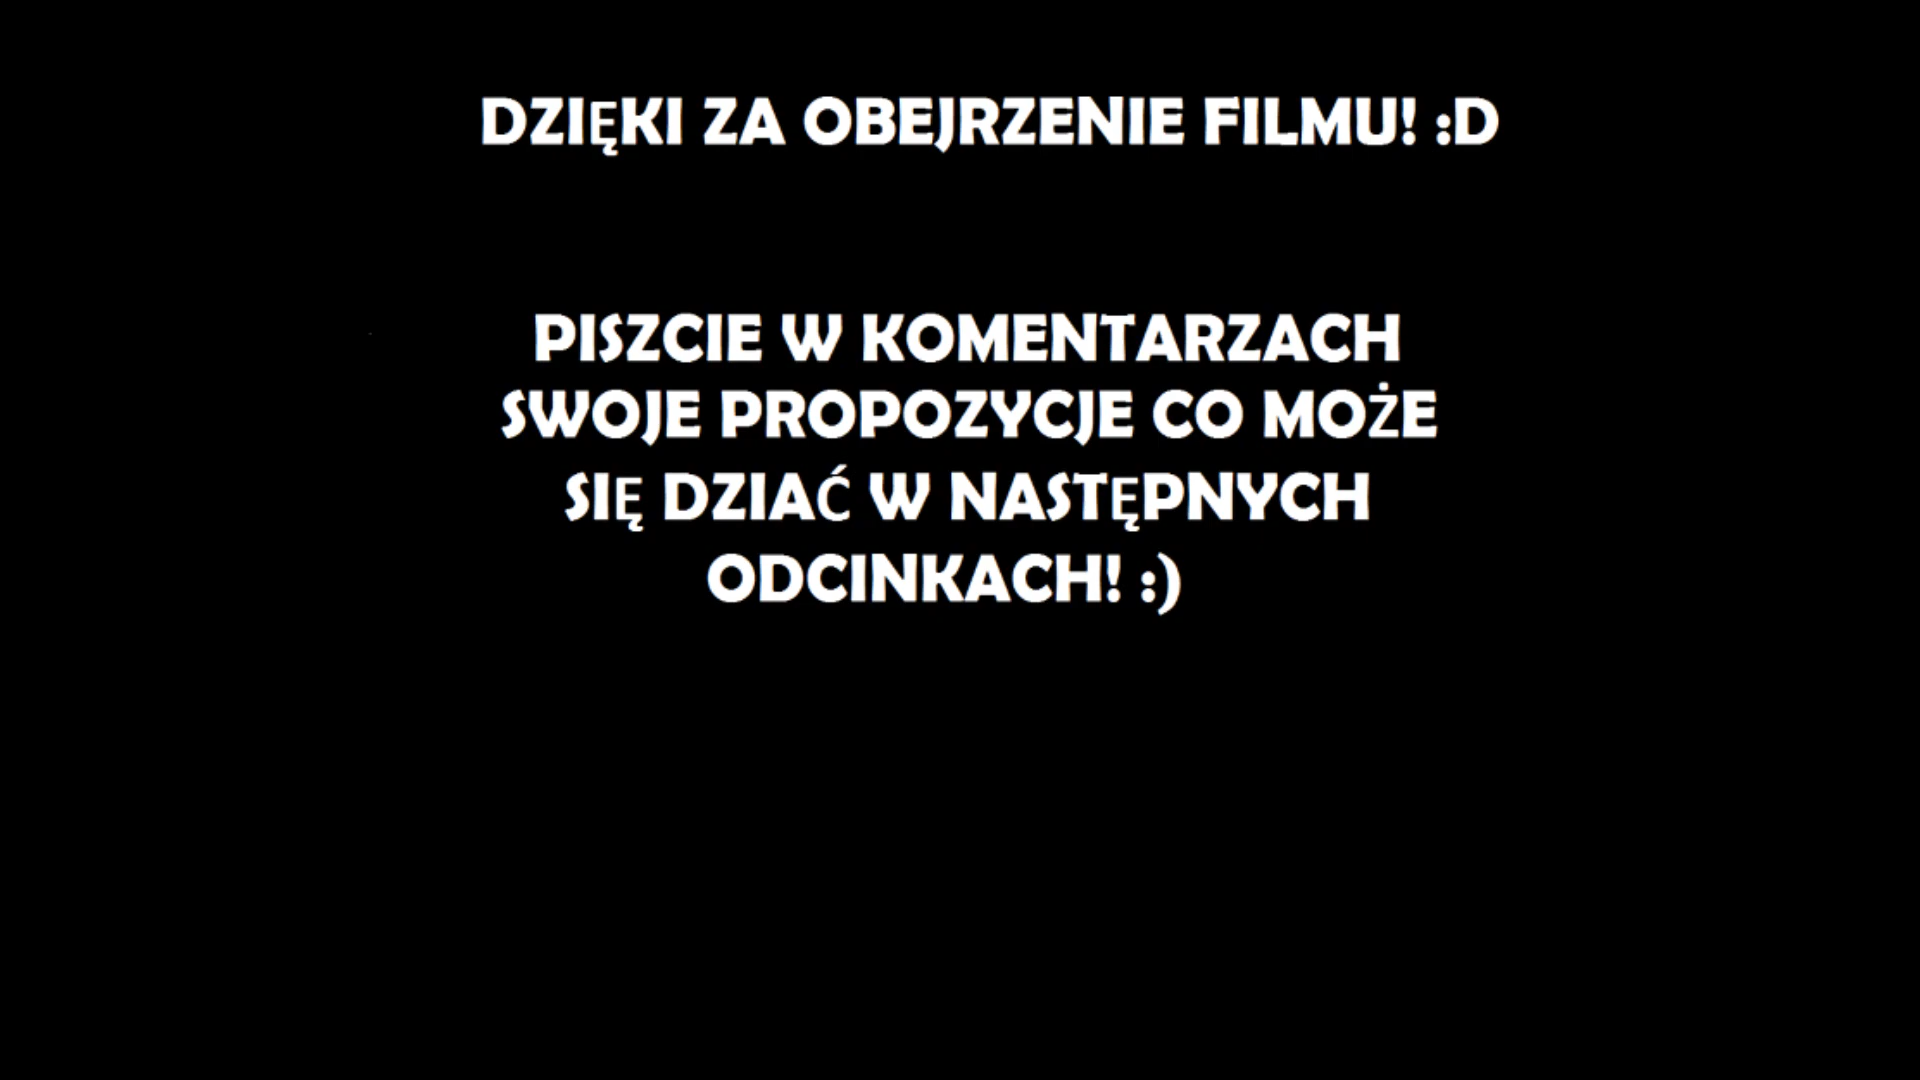 DZIĘKI ZA OBEJRZENIE FILMU! :D
PISZCIE W KOMENTARZACH
SWOJE PROPOZYCJE CO MOŻE
SIĘ DZIAĆ W NASTĘPNYCH
ODCINKACH! :)